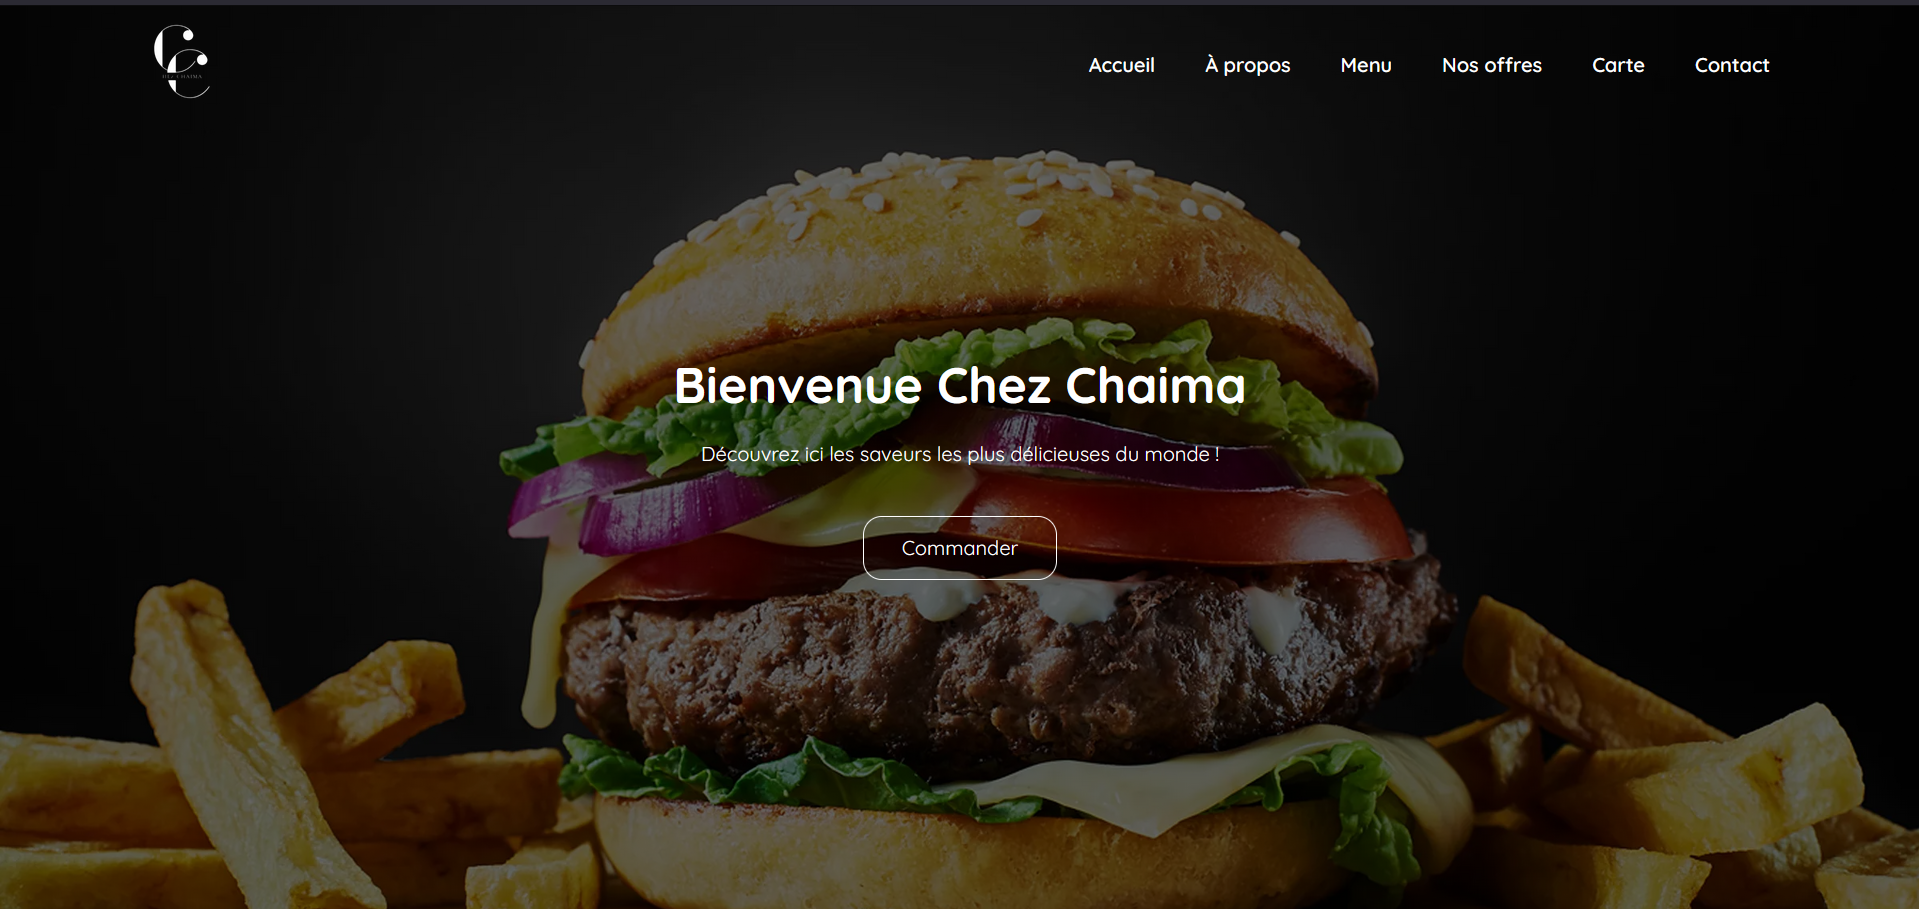 Accueil À propos Menu Nos offres Carte Contact
Bienvenue Chez Chaima
Découvrez ici les saveurs les plus délicieuses du monde !
Commander